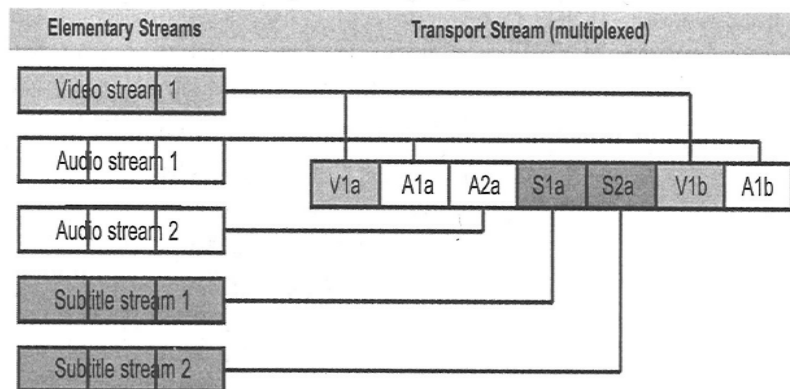 Elementary Streams Transport Stream (multiplexed)
Video stream 1
Audio stream 1
V1a A1a A2a S1a S2a V1b A1b
Audio stream 2
Subtitle stream 1
Subtitle stream 2